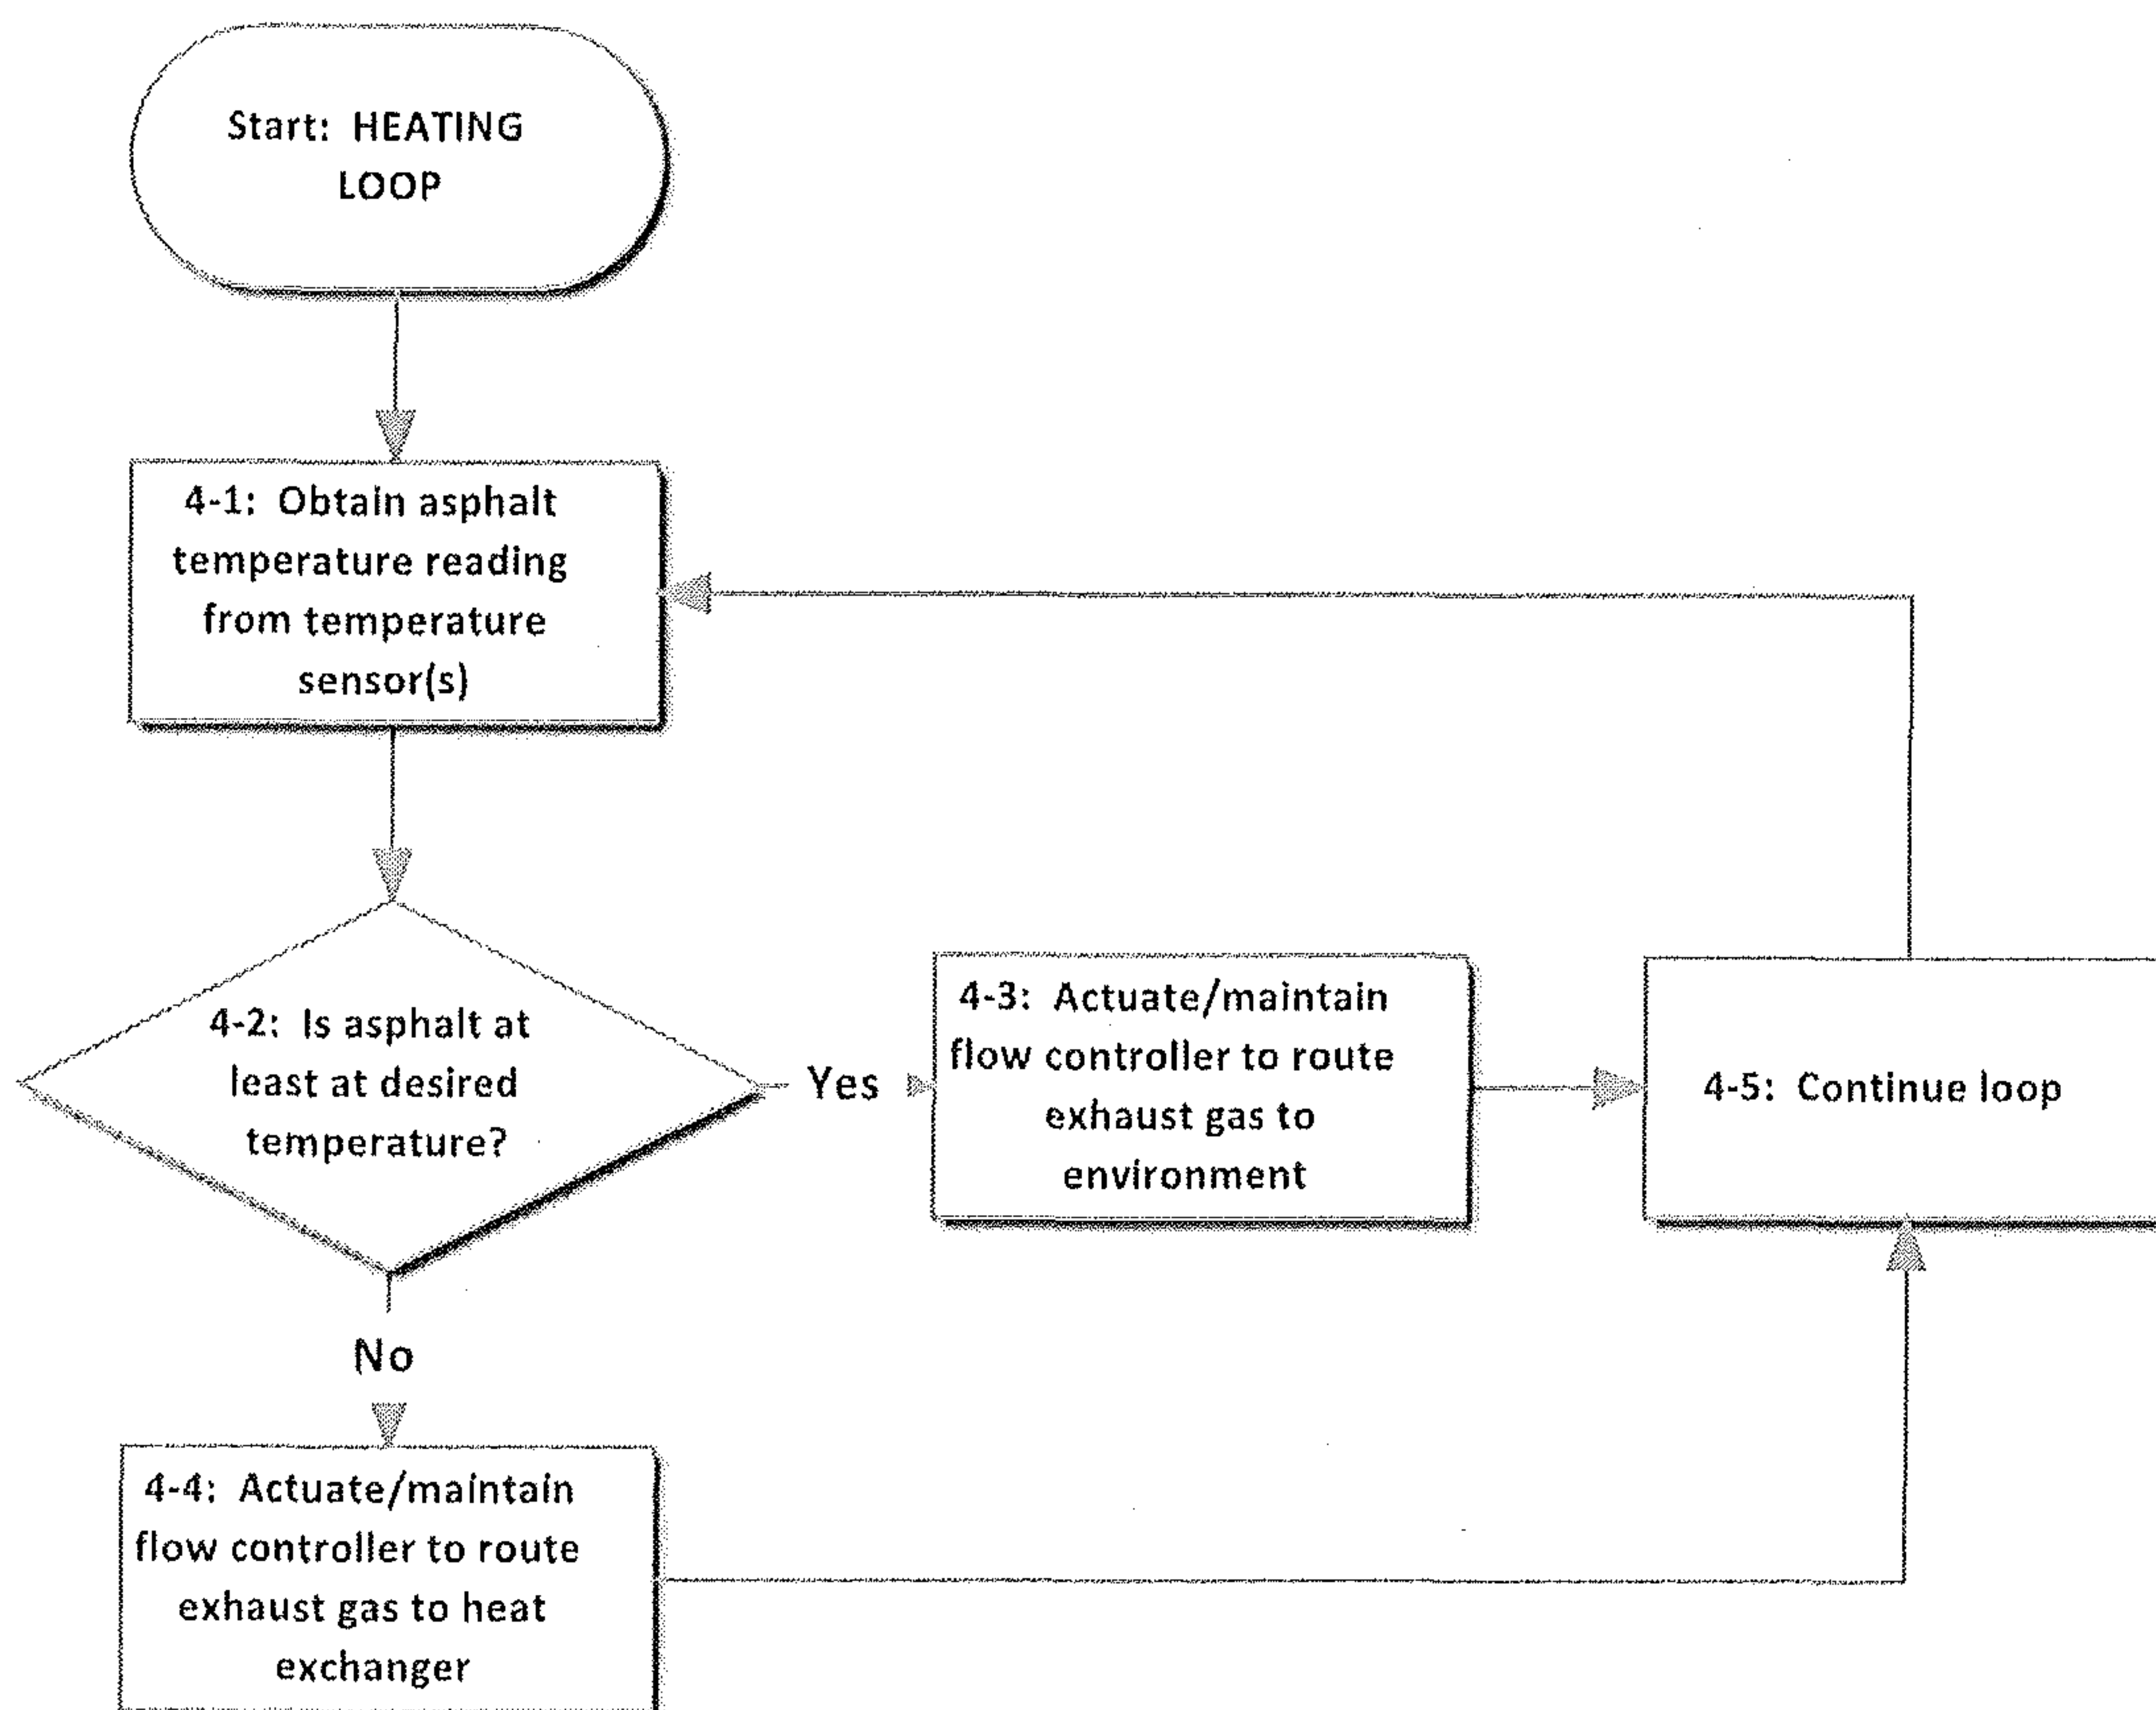 Start: HEATING
LOOP
4-1: Obtain asphalt
temperature reading
from temperature
sensor(s)
4-2: Is asphalt at
least at desired
temperature?
Yes
4-3: Actuate/maintain
flow controller to route
exhaust gas to
environment
4-5: Continue loop
No
4-4: Actuate/maintain
flow controller to route
exhaust gas to heat
exchanger